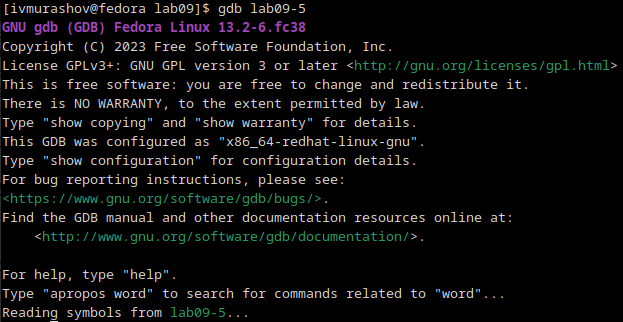 [ivmurashov@fedora lab09]$ gdb lab09-5
GNU gdb (GDB) Fedora Linux 13.2-6.fc38
Copyright (C) 2023 Free Software Foundation, Inc.
License GPLv3+: GNU GPL version 3 or later <http://gnu.org/licenses/gpl.html>
This is free software: you are free to change and redistribute it.
There is NO WARRANTY, to the extent permitted by law.
Type "show copying" and "show warranty" for details.
This GDB was configured as "x86_64-redhat-linux-gnu".
Type "show configuration" for configuration details.
For bug reporting instructions, please see:
<https://www.gnu.org/software/gdb/bugs/>.
Find the GDB manual and other documentation resources online at:
    <http://www.gnu.org/software/gdb/documentation/>.

For help, type "help".
Type "apropos word" to search for commands related to "word"...
Reading symbols from lab09-5...